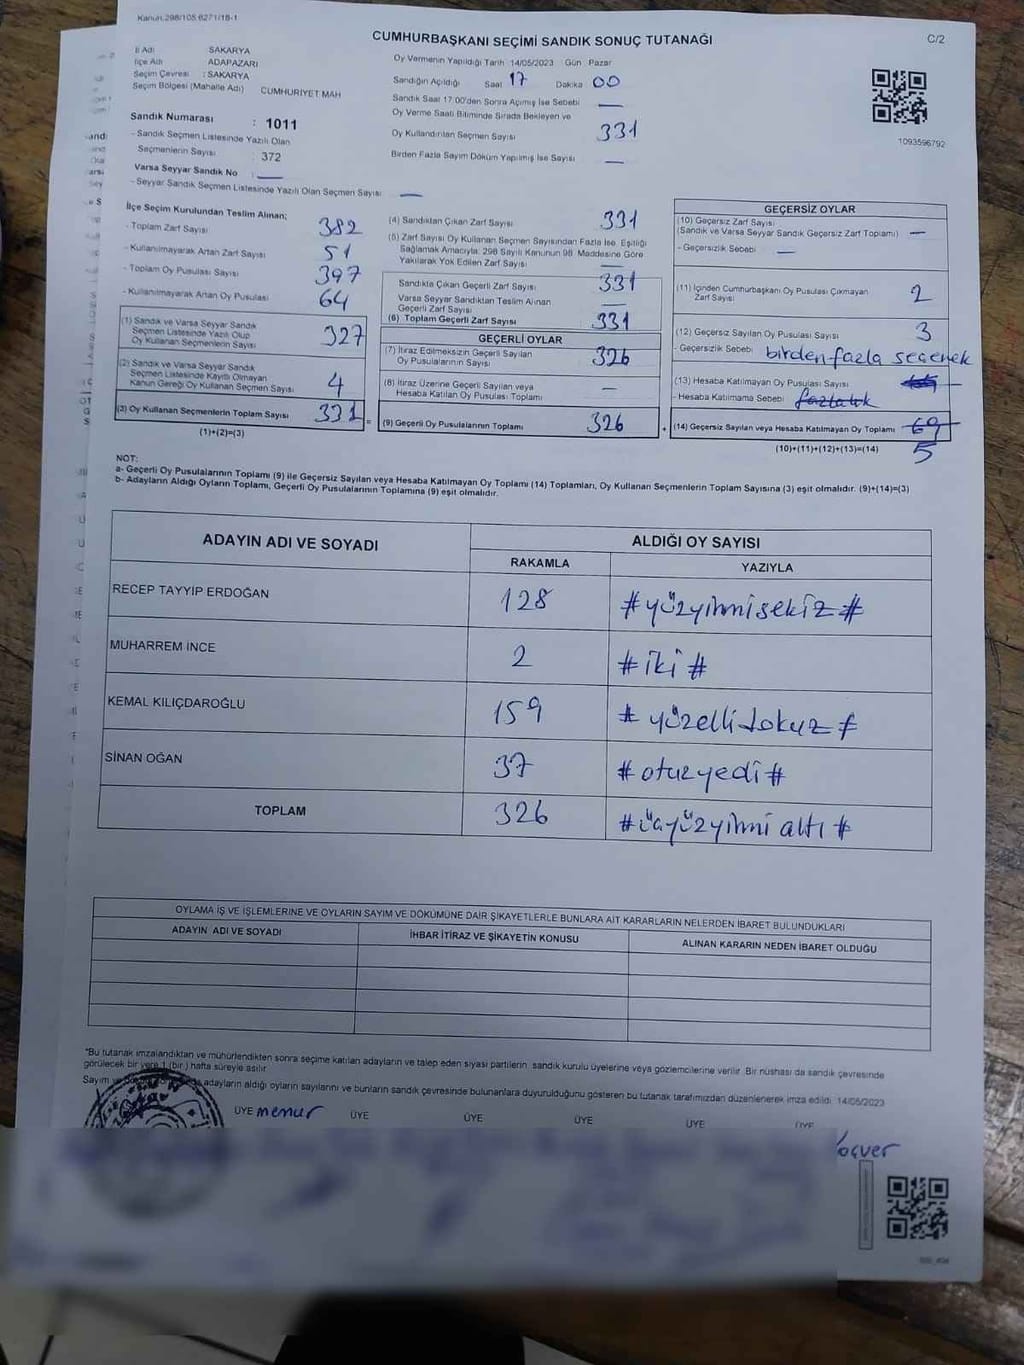 Kanun.298/105.6271/18-1
CUMHURBAŞKANI SEÇİMİ SANDIK SONUÇ TUTANAĞI
C/2
İl Adı SAKARYA
İlçe Adı ADAPAZARI
Seçim Çevresi : SAKARYA
Seçim Bölgesi (Mahalle Adı) CUMHURİYET MAH
Sandık Numarası : 1011
- Sandık Seçmen Listesinde Yazılı Olan
Seçmenlerin Sayısı : 372
Varsa Seyyar Sandık No —
- Seyyar Sandık Seçmen Listesinde Yazılı Olan Seçmen Sayısı —
Oy Vermenin Yapıldığı Tarih 14/05/2023 Gün Pazar
Sandığın Açıldığı Saat 17 Dakika 00
Sandık Saat 17:00'den Sonra Açılmış İse Sebebi —
Oy Verme Saati Bitiminde Sırada Bekleyen ve
Oy Kullandırılan Seçmen Sayısı 331
Birden Fazla Sayım Döküm Yapılmış İse Sayısı —
1093596792
İlçe Seçim Kurulundan Teslim Alınan;
- Toplam Zarf Sayısı 382
- Kullanılmayarak Artan Zarf Sayısı 51
- Toplam Oy Pusulası Sayısı 397
- Kullanılmayarak Artan Oy Pusulası 64
(1) Sandık ve Varsa Seyyar Sandık
Seçmen Listesinde Yazılı Olup
Oy Kullanan Seçmenlerin Sayısı 327
(2) Sandık ve Varsa Seyyar Sandık
Seçmen Listesinde Kayıtlı Olmayan
Kanun Gereği Oy Kullanan Seçmen Sayısı 4
(3) Oy Kullanan Seçmenlerin Toplam Sayısı 331
(1)+(2)=(3)
(4) Sandıktan Çıkan Zarf Sayısı 331
(5) Zarf Sayısı Oy Kullanan Seçmen Sayısından Fazla İse, Eşitliği
Sağlamak Amacıyla; 298 Sayılı Kanunun 98. Maddesine Göre
Yakılarak Yok Edilen Zarf Sayısı —
Sandıkta Çıkan Geçerli Zarf Sayısı 331
Varsa Seyyar Sandıktan Teslim Alınan
Geçerli Zarf Sayısı —
(6) Toplam Geçerli Zarf Sayısı 331
GEÇERLİ OYLAR
(7) İtiraz Edilmeksizin Geçerli Sayılan
Oy Pusulalarının Sayısı 326
(8) İtiraz Üzerine Geçerli Sayılan veya
Hesaba Katılan Oy Pusulası Toplamı —
(9) Geçerli Oy Pusulalarının Toplamı 326
GEÇERSİZ OYLAR
(10) Geçersiz Zarf Sayısı
(Sandık ve Varsa Seyyar Sandık Geçersiz Zarf Toplamı) —
- Geçersizlik Sebebi —
(11) İçinden Cumhurbaşkanı Oy Pusulası Çıkmayan
Zarf Sayısı 2
(12) Geçersiz Sayılan Oy Pusulası Sayısı 3
- Geçersizlik Sebebi birden fazla seçenek
(13) Hesaba Katılmayan Oy Pusulası Sayısı
- Hesaba Katılmama Sebebi fazlalık
(14) Geçersiz Sayılan veya Hesaba Katılmayan Oy Toplamı 69
5
(10)+(11)+(12)+(13)=(14)
NOT:
a- Geçerli Oy Pusulalarının Toplamı (9) ile Geçersiz Sayılan veya Hesaba Katılmayan Oy Toplamı (14) Toplamları, Oy Kullanan Seçmenlerin Toplam Sayısına (3) eşit olmalıdır. (9)+(14)=(3)
b- Adayların Aldığı Oyların Toplamı, Geçerli Oy Pusulalarının Toplamına (9) eşit olmalıdır.
ADAYIN ADI VE SOYADI ALDIĞI OY SAYISI
RAKAMLA YAZIYLA
RECEP TAYYİP ERDOĞAN 128 #yüzyirmisekiz#
MUHARREM İNCE 2 #iki#
KEMAL KILIÇDAROĞLU 159 #yüzellidokuz#
SİNAN OĞAN 37 #otuzyedi#
TOPLAM 326 #üçyüzyirmi altı#
OYLAMA İŞ VE İŞLEMLERİNE VE OYLARIN SAYIM VE DÖKÜMÜNE DAİR ŞİKAYETLERLE BUNLARA AİT KARARLARIN NELERDEN İBARET BULUNDUKLARI
ADAYIN ADI VE SOYADI İHBAR İTİRAZ VE ŞİKAYETİN KONUSU ALINAN KARARIN NEDEN İBARET OLDUĞU
*Bu tutanak imzalandıktan ve mühürlendikten sonra seçime katılan adayların ve talep eden siyasi partilerin sandık kurulu üyelerine veya gözlemcilerine verilir. Bir nüshası da sandık çevresinde
görülecek bir yere 1 (bir) hafta süreyle asılır.
Sayım ve adayların aldığı oyların sayılarını ve bunların sandık çevresinde bulunanlara duyurulduğunu gösteren bu tutanak tarafımızdan düzenlenerek imza edildi. 14/05/2023
ÜYE memur ÜYE ÜYE ÜYE ÜYE ÜYE